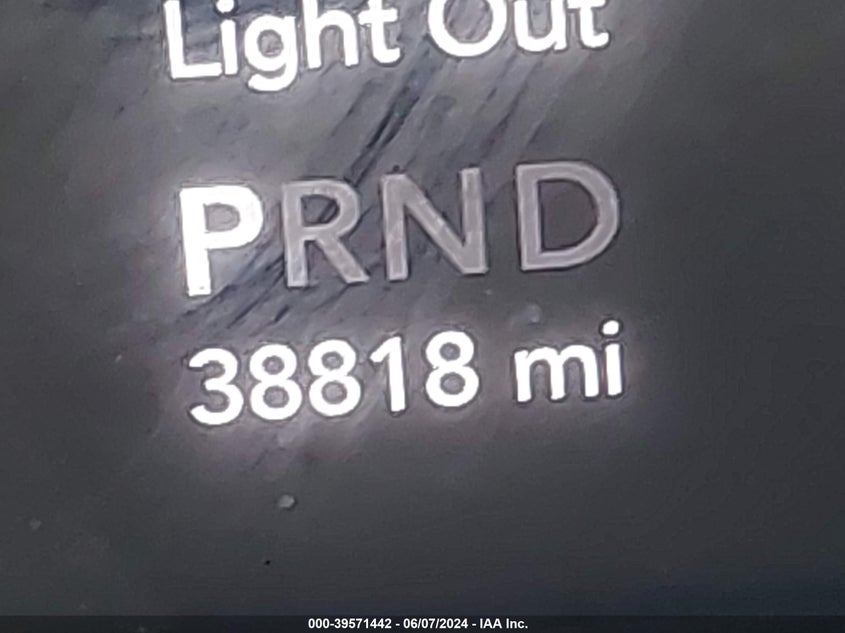 Light Out
PRND
38818 mi
000-39571442 - 06/07/2024 - IAA Inc.